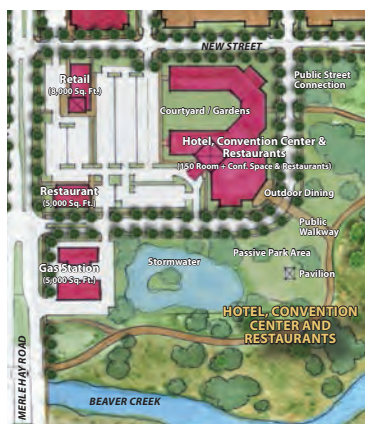 NEW STREET
Retail
(8,000 Sq. Ft.)
Public Street
Connection
Courtyard / Gardens
Hotel, Convention Center &
Restaurants
(150 Room + Conf. Space & Restaurants)
Restaurant
(5,000 Sq. Ft.)
Outdoor Dining
Public
Walkway
Passive Park Area
Stormwater
Gas Station
(5,000 Sq. Ft.)
Pavilion
HOTEL, CONVENTION
CENTER AND
RESTAURANTS
MERLE HAY ROAD
BEAVER CREEK